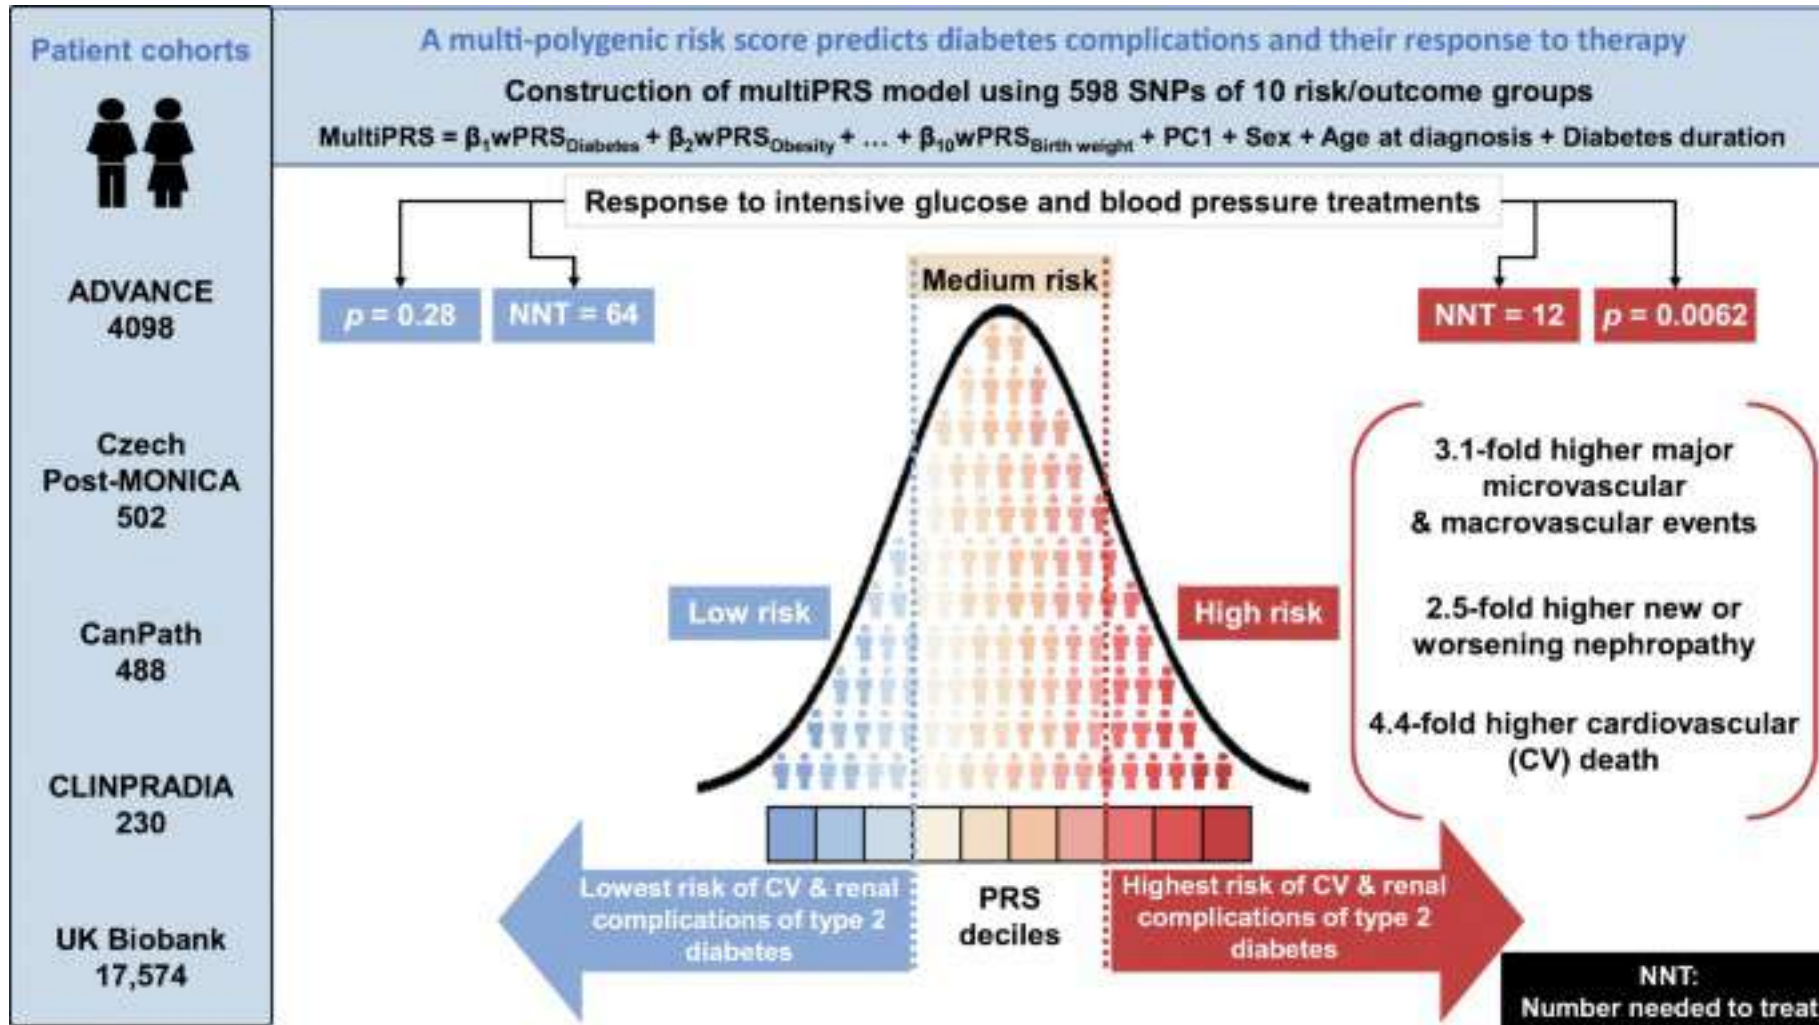 Patient cohorts
ADVANCE
4098
Czech
Post-MONICA
502
CanPath
488
CLINPRADIA
230
UK Biobank
17,574
A multi-polygenic risk score predicts diabetes complications and their response to therapy
Construction of multiPRS model using 598 SNPs of 10 risk/outcome groups
MultiPRS = β₁wPRS_Diabetes + β₂wPRS_Obesity + ... + β₁₀wPRS_Birth weight + PC1 + Sex + Age at diagnosis + Diabetes duration
Response to intensive glucose and blood pressure treatments
p = 0.28
NNT = 64
Medium risk
NNT = 12
p = 0.0062
Low risk
High risk
3.1-fold higher major
microvascular
& macrovascular events
2.5-fold higher new or
worsening nephropathy
4.4-fold higher cardiovascular
(CV) death
Lowest risk of CV & renal
complications of type 2
diabetes
PRS
deciles
Highest risk of CV & renal
complications of type 2
diabetes
NNT:
Number needed to treat